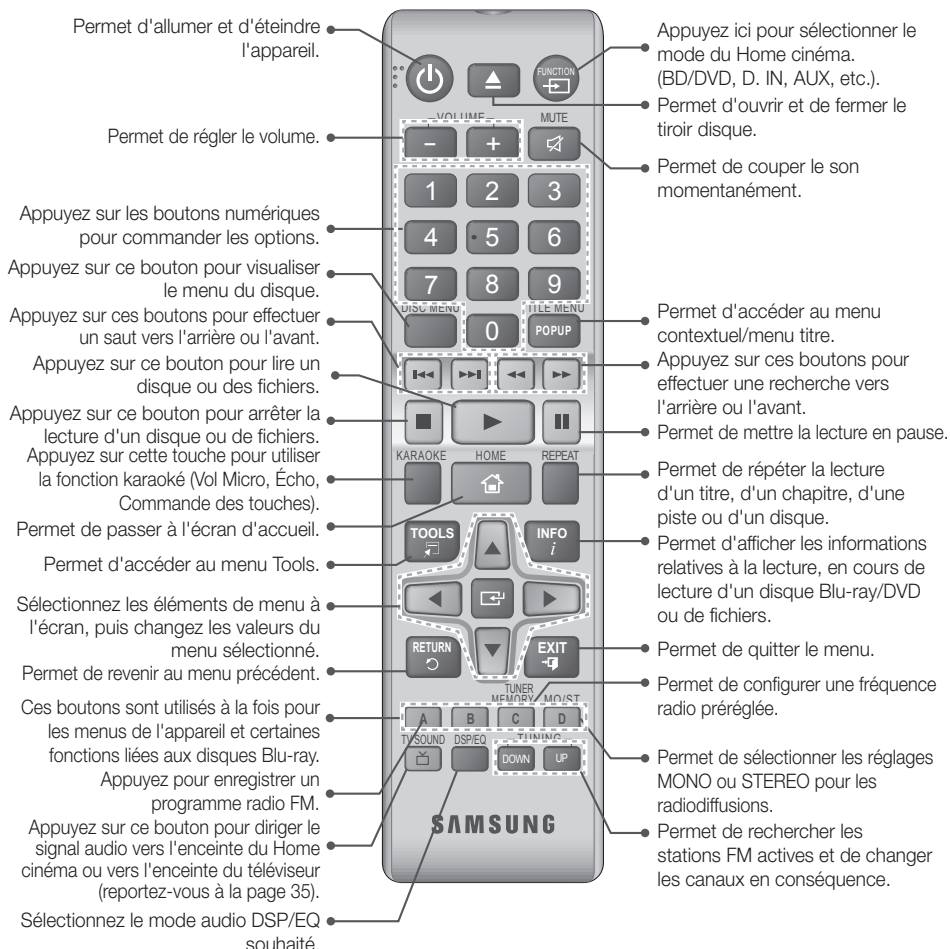 Permet d'allumer et d'éteindre
l'appareil.
Permet de régler le volume.
Appuyez sur les boutons numériques
pour commander les options.
Appuyez sur ce bouton pour visualiser
le menu du disque.
Appuyez sur ces boutons pour effectuer
un saut vers l'arrière ou l'avant.
Appuyez sur ce bouton pour lire un
disque ou des fichiers.
Appuyez sur ce bouton pour arrêter la
lecture d'un disque ou de fichiers.
Appuyez sur cette touche pour utiliser
la fonction karaoké (Vol Micro, Écho,
Commande des touches).
Permet de passer à l'écran d'accueil.
Permet d'accéder au menu Tools.
Sélectionnez les éléments de menu à
l'écran, puis changez les valeurs du
menu sélectionné.
Permet de revenir au menu précédent.
Ces boutons sont utilisés à la fois pour
les menus de l'appareil et certaines
fonctions liées aux disques Blu-ray.
Appuyez pour enregistrer un
programme radio FM.
Appuyez sur ce bouton pour diriger le
signal audio vers l'enceinte du Home
cinéma ou vers l'enceinte du téléviseur
(reportez-vous à la page 35).
Sélectionnez le mode audio DSP/EQ
souhaité.
FUNCTION
VOLUME
MUTE
- +
1 2 3
4 5 6
7 8 9
DISC MENU
TITLE MENU
0
POPUP
KARAOKE HOME REPEAT
TOOLS
INFO
i
RETURN
EXIT
TUNER
MEMORY MO/ST
A B C D
TV SOUND DSP/EQ TUNING
DOWN UP
SAMSUNG
Appuyez ici pour sélectionner le
mode du Home cinéma.
(BD/DVD, D. IN, AUX, etc.).
Permet d'ouvrir et de fermer le
tiroir disque.
Permet de couper le son
momentanément.
Permet d'accéder au menu
contextuel/menu titre.
Appuyez sur ces boutons pour
effectuer une recherche vers
l'arrière ou l'avant.
Permet de mettre la lecture en pause.
Permet de répéter la lecture
d'un titre, d'un chapitre, d'une
piste ou d'un disque.
Permet d'afficher les informations
relatives à la lecture, en cours de
lecture d'un disque Blu-ray/DVD
ou de fichiers.
Permet de quitter le menu.
Permet de configurer une fréquence
radio préréglée.
Permet de sélectionner les réglages
MONO ou STEREO pour les
radiodiffusions.
Permet de rechercher les
stations FM actives et de changer
les canaux en conséquence.